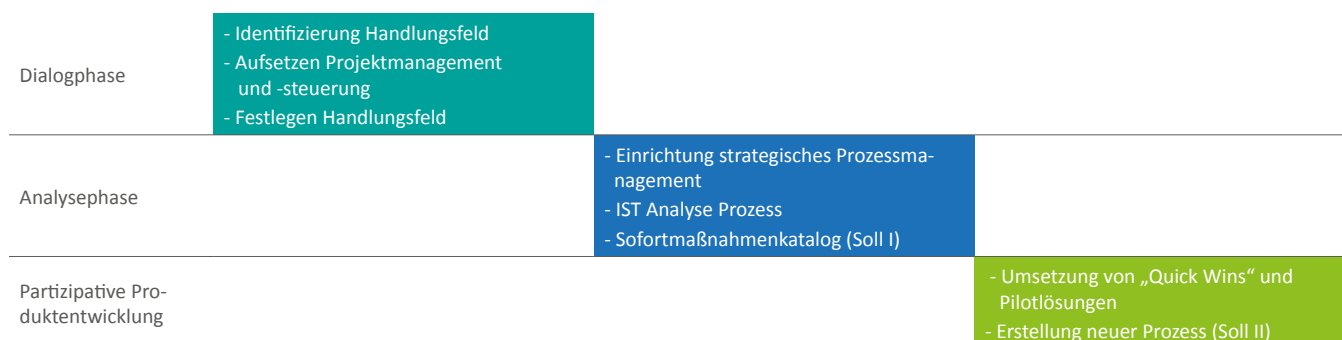 Dialogphase
- Identifizierung Handlungsfeld
- Aufsetzen Projektmanagement
und -steuerung
- Festlegen Handlungsfeld
Analysephase
- Einrichtung strategisches Prozessma-
nagement
- IST Analyse Prozess
- Sofortmaßnahmenkatalog (Soll I)
Partizipative Pro-
duktentwicklung
- Umsetzung von „Quick Wins“ und
Pilotlösungen
- Erstellung neuer Prozess (Soll II)